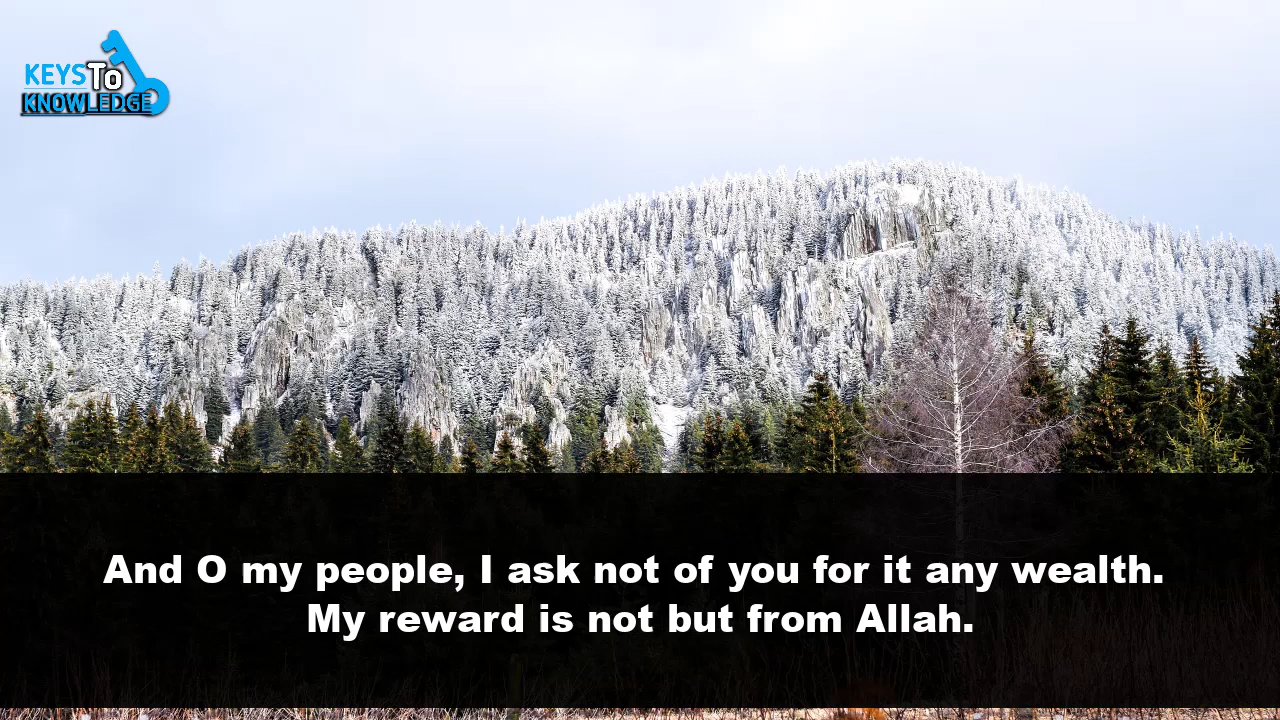 KEYS To
KNOWLEDGE
And O my people, I ask not of you for it any wealth.
My reward is not but from Allah.